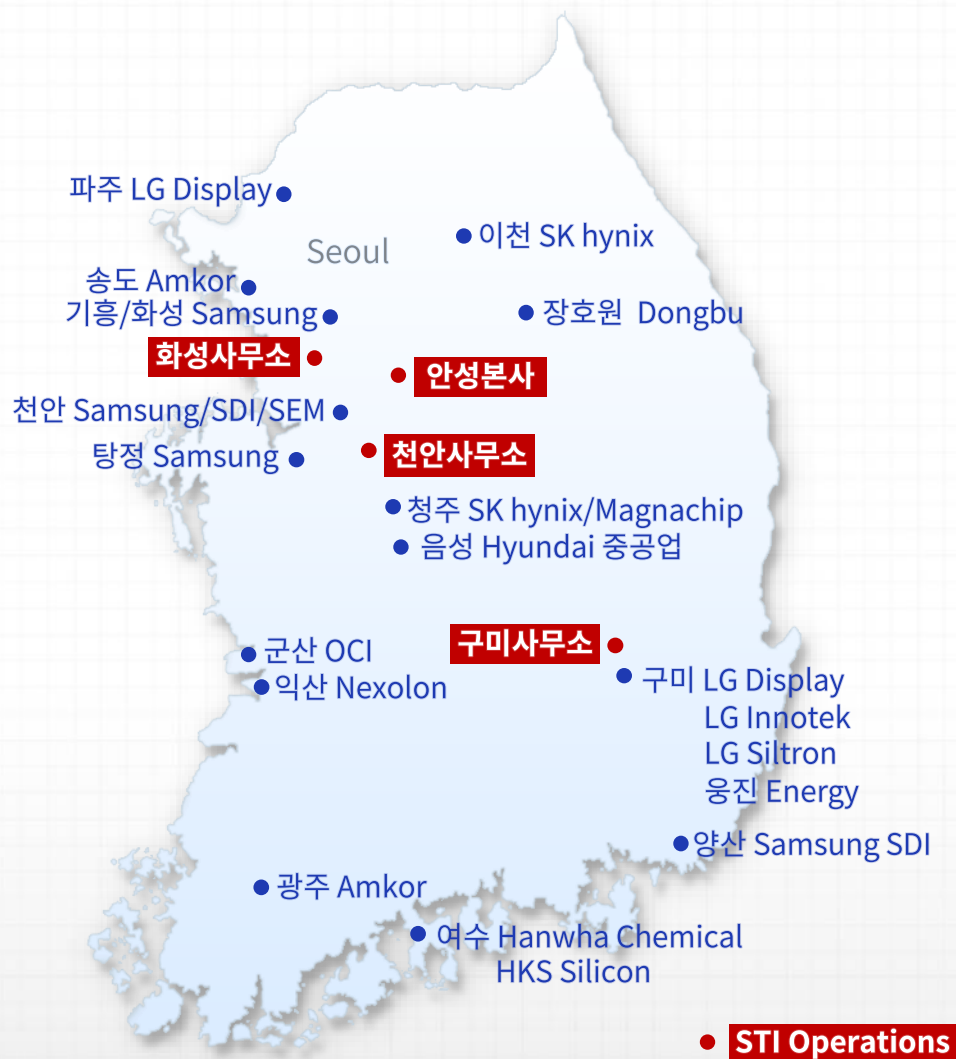 파주 LG Display
이천 SK hynix
Seoul
송도 Amkor
기흥/화성 Samsung
장호원 Dongbu
화성사무소
안성본사
천안 Samsung/SDI/SEM
천안사무소
탕정 Samsung
청주 SK hynix/Magnachip
음성 Hyundai 중공업
구미사무소
군산 OCI
익산 Nexolon
구미 LG Display
LG Innotek
LG Siltron
웅진 Energy
양산 Samsung SDI
광주 Amkor
여수 Hanwha Chemical
HKS Silicon
STI Operations